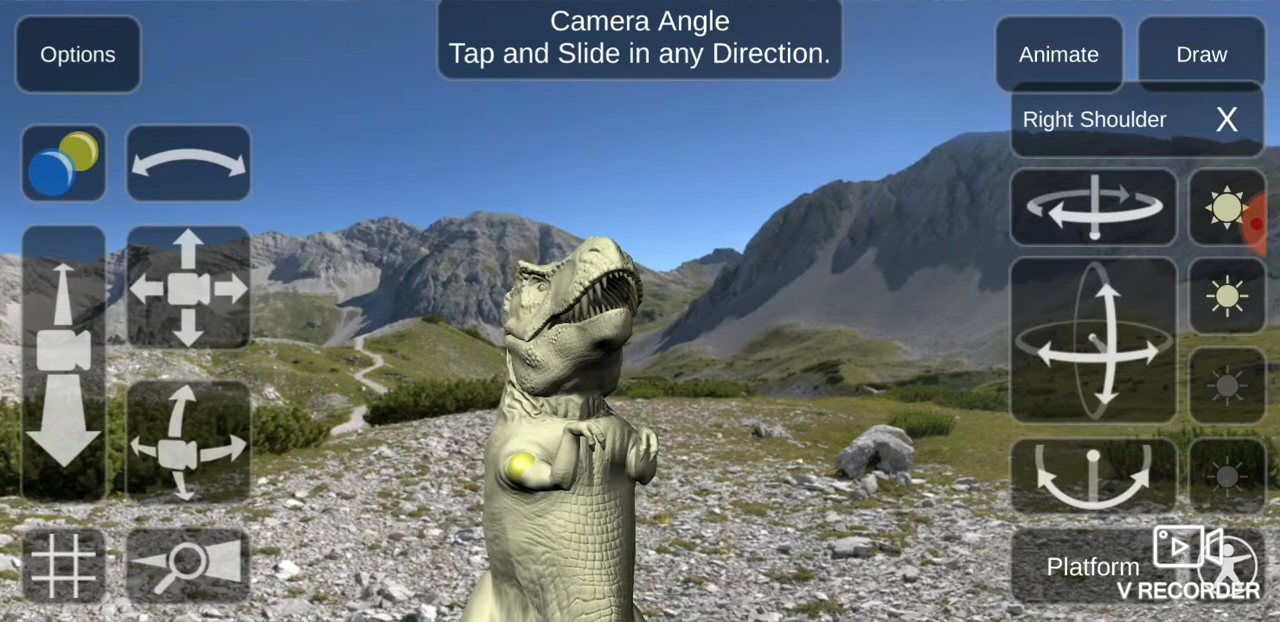 Camera Angle
Tap and Slide in any Direction.
Options
Animate
Draw
Right Shoulder
X
Platform
V RECORDER